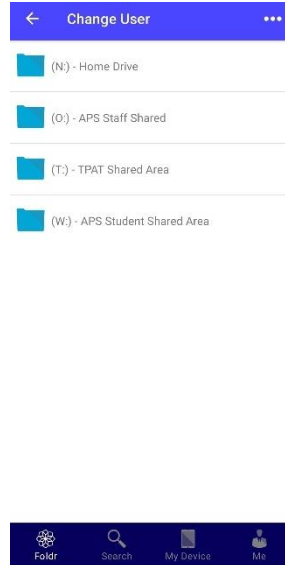 Change User
(N:) - Home Drive
(O:) - APS Staff Shared
(T:) - TPAT Shared Area
(W:) - APS Student Shared Area
Foldr Search My Device Me